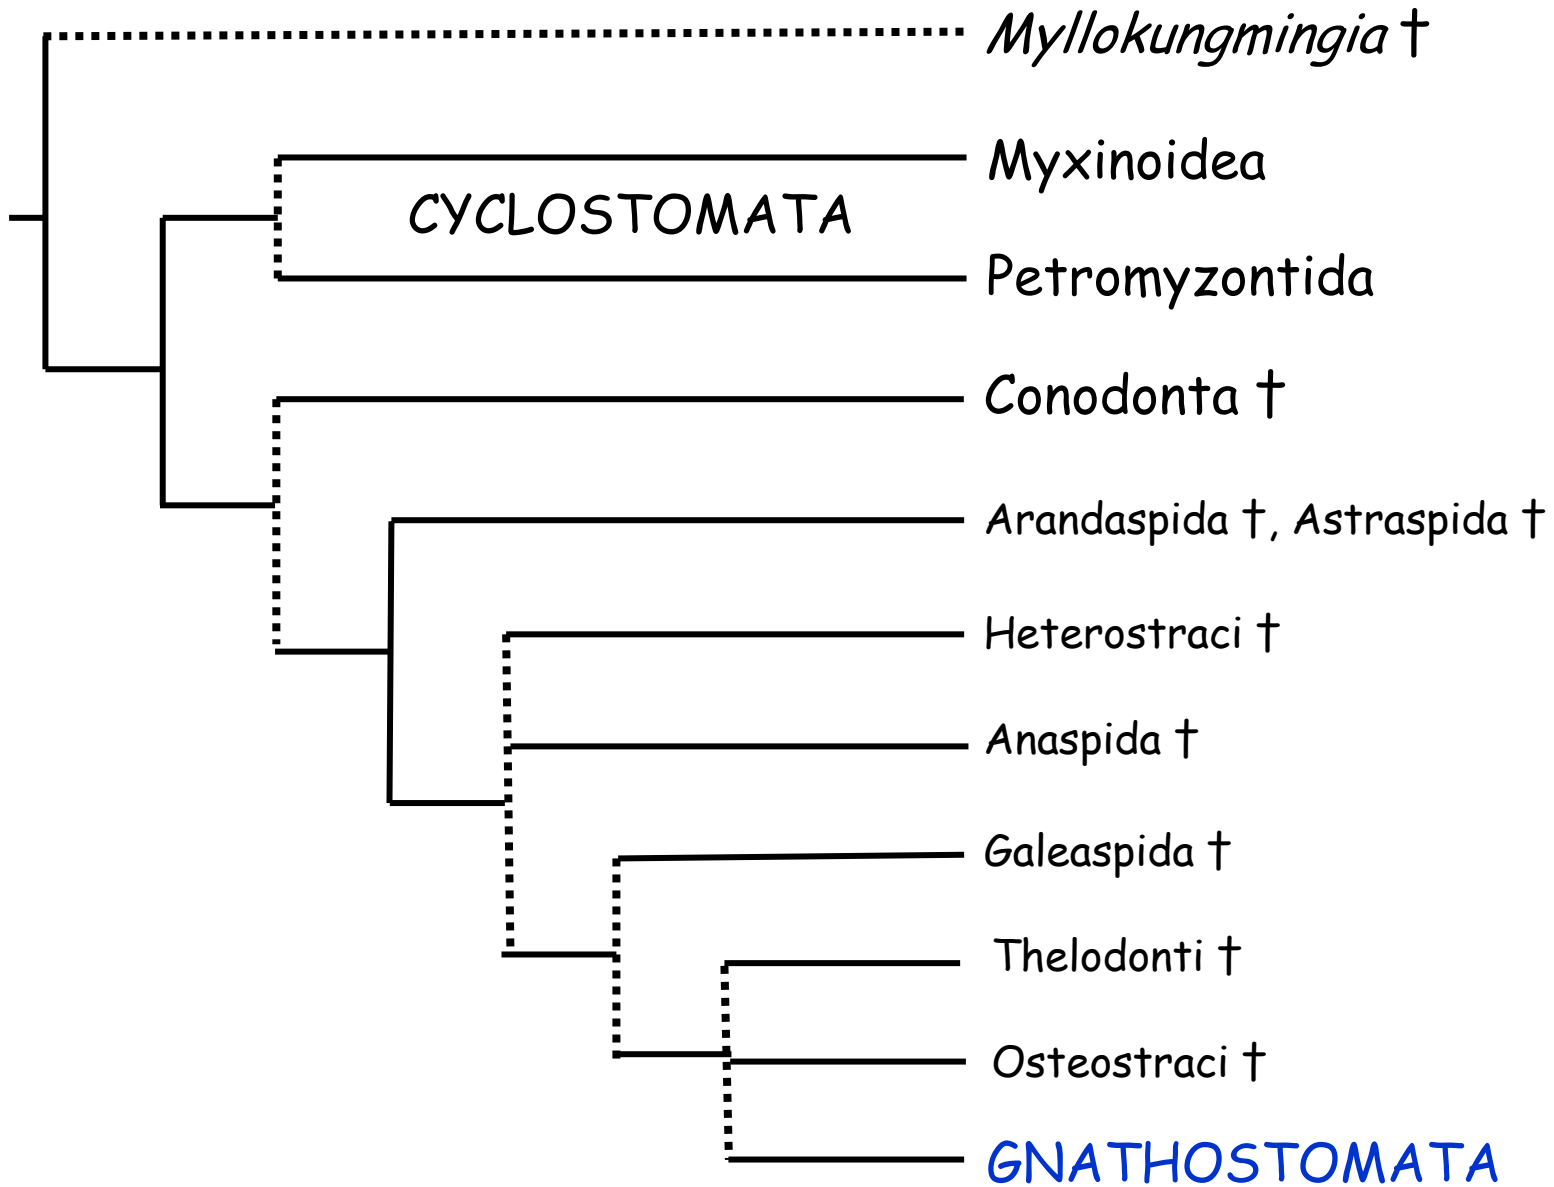 Myllokungmingia †
Myxinoidea
CYCLOSTOMATA
Petromyzontida
Conodonta †
Arandaspida †, Astraspida †
Heterostraci †
Anaspida †
Galeaspida †
Thelodonti †
Osteostraci †
GNATHOSTOMATA